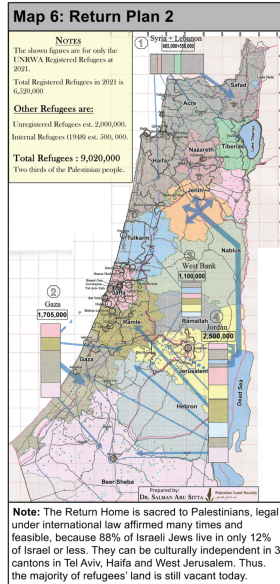 Map 6: Return Plan 2
NOTES
The shown figures are for only the
UNRWA Registered Refugees at
2021.
Total Registered Refugees in 2021 is
6,520,000
Other Refugees are:
Unregistered Refugees est. 2,000,000.
Internal Refugees (1948) est. 500, 000.
Total Refugees : 9,020,000
Two thirds of the Palestinian people.
1
Syria + Lebanon
Safad
Acre
Tiberias
Nazareth
Haifa
Jenin
Tulkarm
Nablus
3
West Bank
1,100,000
2
Gaza
1,705,000
4
Jordan
2,500,000
Ramallah
Ramle
Jerusalem
Gaza
Dead Sea
Hebron
Beer Sheba
Prepared by:
DR. SALMAN ABU SITTA
Palestine Land Society
Note: The Return Home is sacred to Palestinians, legal
under international law affirmed many times and
feasible, because 88% of Israeli Jews live on only 12%
of Israel or less. They can be culturally independent in 3
cantons in Tel Aviv, Haifa and West Jerusalem. Thus.
the majority of refugees' land is still vacant today.